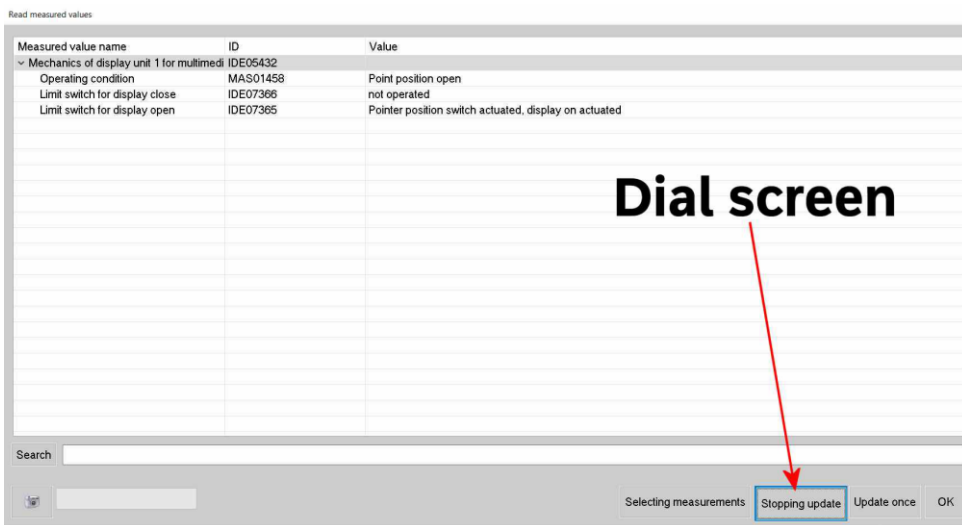 Read measured values
Measured value name ID Value
Mechanics of display unit 1 for multimedi IDE05432
Operating condition MAS01458 Point position open
Limit switch for display close IDE07366 not operated
Limit switch for display open IDE07365 Pointer position switch actuated, display on actuated
Dial screen
Search
Selecting measurements Stopping update Update once OK